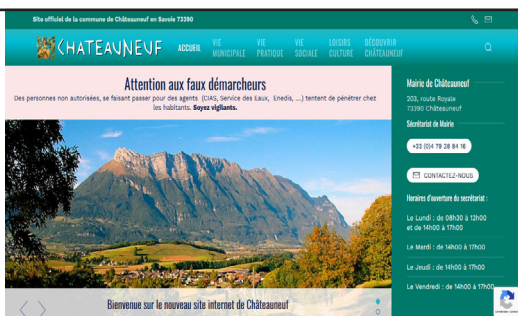 Site officiel de la commune de Châteauneuf en Savoie 73390
CHATEAUNEUF
ACCUEIL
VIE MUNICIPALE
VIE PRATIQUE
VIE SOCIALE
LOISIRS CULTURE
DÉCOUVRIR CHÂTEAUNEUF
Attention aux faux démarcheurs
Des personnes non autorisées, se faisant passer pour des agents (CIAS, Service des Eaux, Enedis, ...) tentent de pénétrer chez
les habitants. Soyez vigilants.
Bienvenue sur le nouveau site internet de Châteauneuf
Mairie de Châteauneuf
203, route Royale
73390 Châteauneuf
Sécrétariat de Mairie
+33 (0)4 79 28 84 16
CONTACTEZ-NOUS
Horaires d'ouverture du secrétariat :
Le Lundi : de 08h30 à 12h00
et de 14h00 à 17h00
Le Mardi : de 14h00 à 17h00
Le Jeudi : de 14h00 à 17h00
Le Vendredi : de 14h00 à 17h00